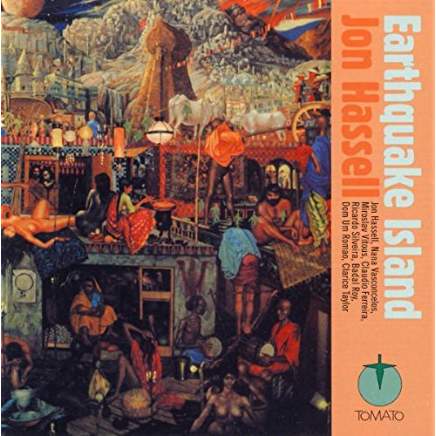 Earthquake Island
Jon Hassell
Jon Hassell, Nana Vasconcelos,
Miroslav Vitous, Claudio Ferreira,
Ricardo Silveira, Badal Roy,
Dom Um Romao, Clarice Taylor
TOMATO